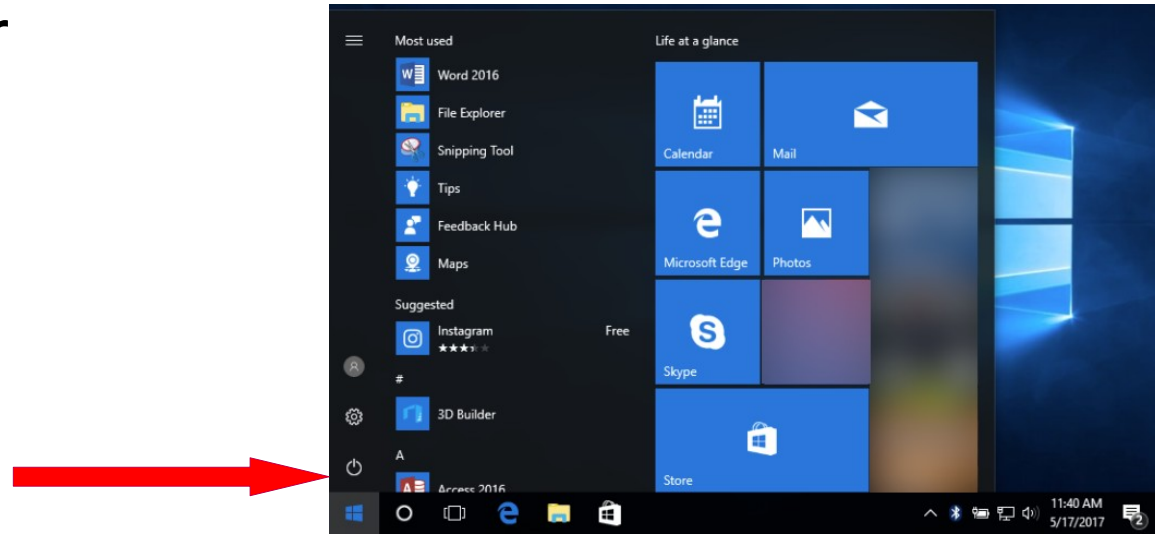 r
Most used
Life at a glance
Word 2016
File Explorer
Snipping Tool
Calendar
Mail
Tips
Feedback Hub
Maps
Microsoft Edge
Photos
Suggested
Instagram
Free
Skype
#
3D Builder
A
Access 2016
Store
11:40 AM
5/17/2017
2